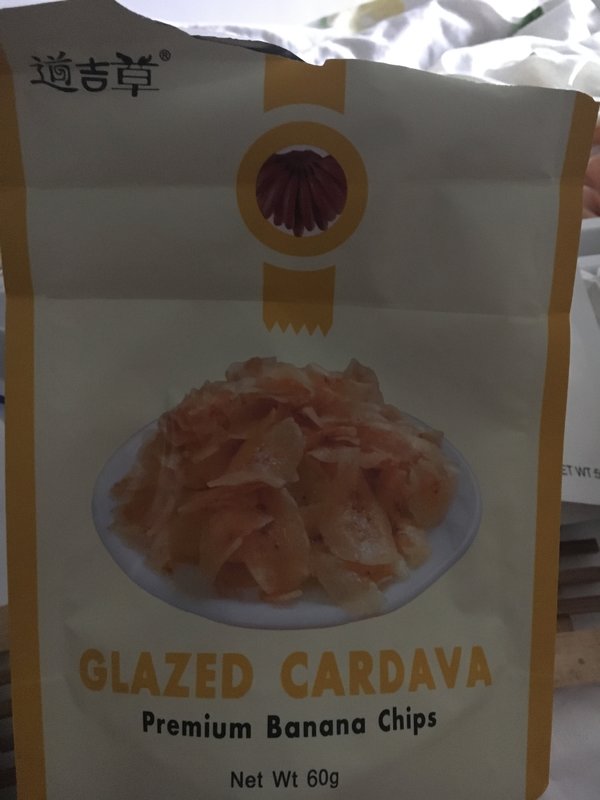 道吉草®
GLAZED CARDAVA
Premium Banana Chips
Net Wt 60g